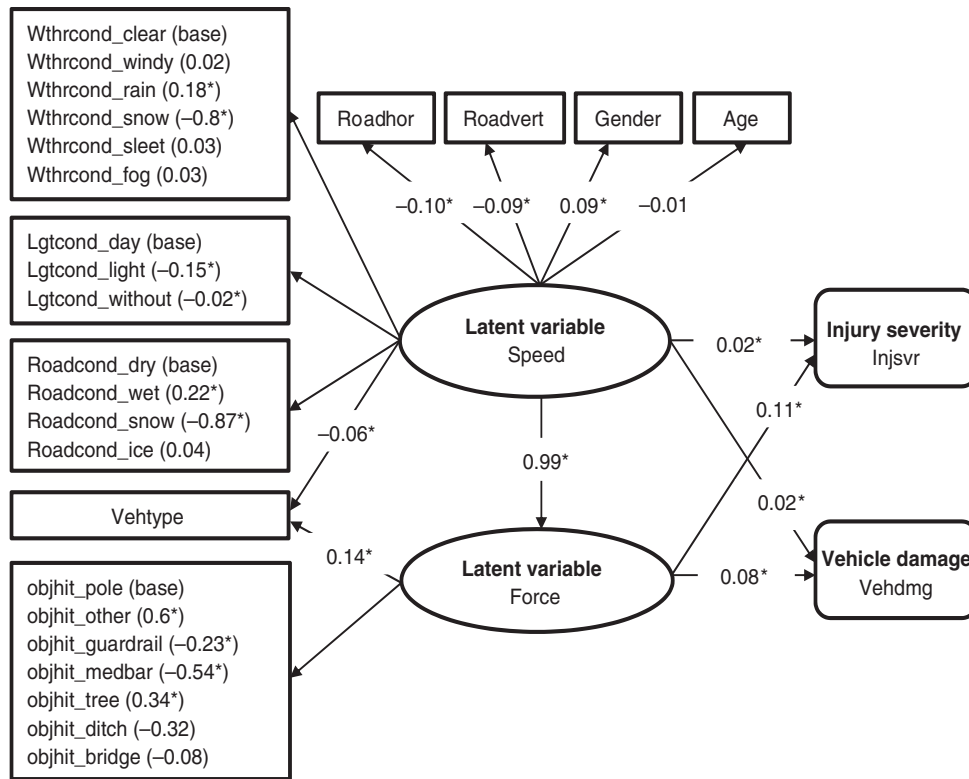 Wthrcond_clear (base)
Wthrcond_windy (0.02)
Wthrcond_rain (0.18*)
Wthrcond_snow (–0.8*)
Wthrcond_sleet (0.03)
Wthrcond_fog (0.03)
Roadhor
Roadvert
Gender
Age
–0.10*
–0.09*
0.09*
–0.01
Lgtcond_day (base)
Lgtcond_light (–0.15*)
Lgtcond_without (–0.02*)
Latent variable
Speed
0.02*
Injury severity
Injsvr
Roadcond_dry (base)
Roadcond_wet (0.22*)
Roadcond_snow (–0.87*)
Roadcond_ice (0.04)
–0.06*
0.99*
0.11*
0.02*
Vehtype
0.14*
Latent variable
Force
0.08*
Vehicle damage
Vehdmg
objhit_pole (base)
objhit_other (0.6*)
objhit_guardrail (–0.23*)
objhit_medbar (–0.54*)
objhit_tree (0.34*)
objhit_ditch (–0.32)
objhit_bridge (–0.08)